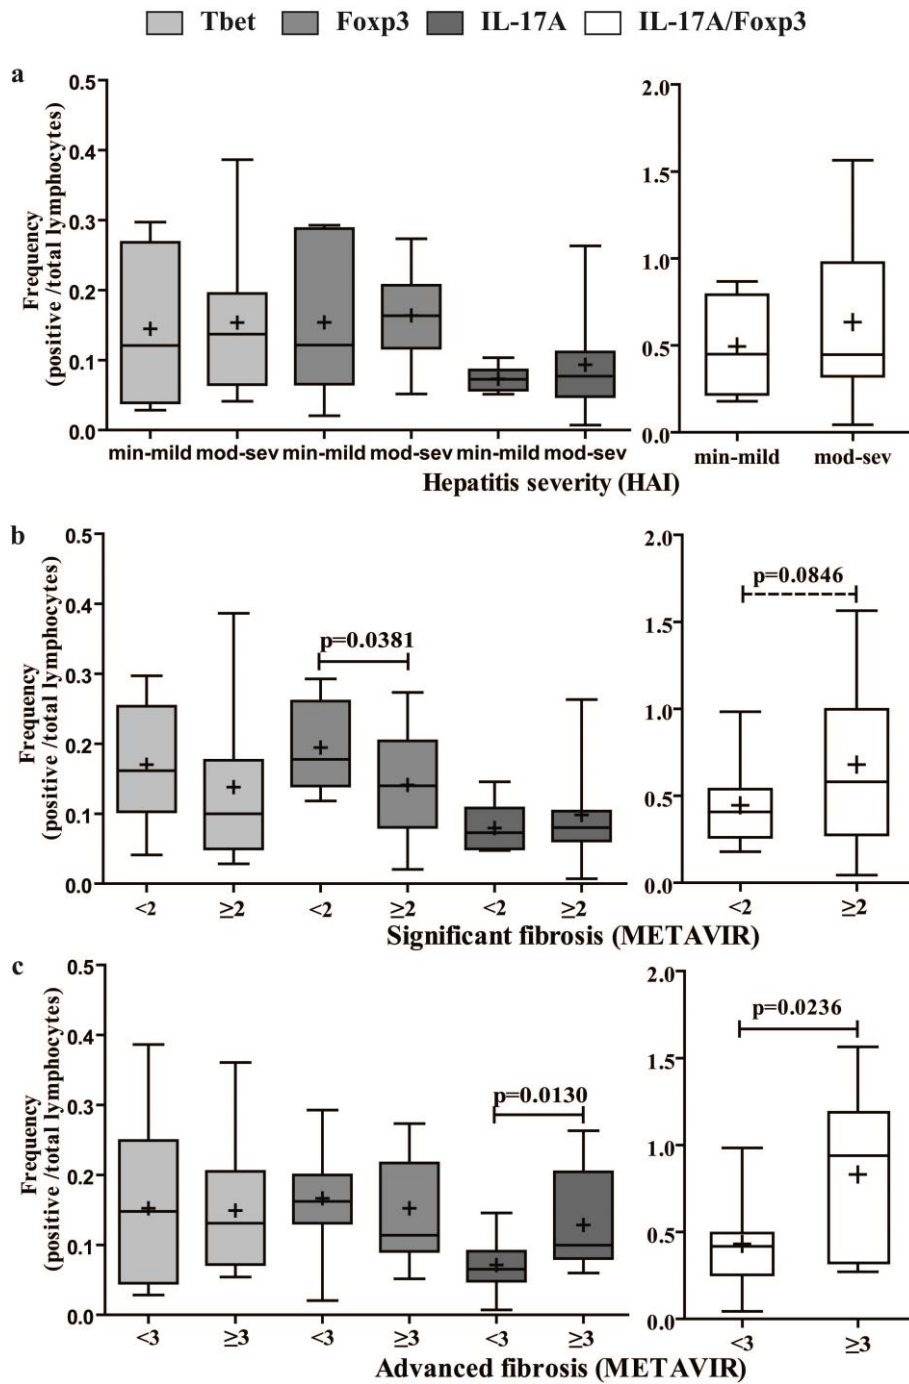 Tbet Foxp3 IL-17A IL-17A/Foxp3
a
Frequency
(positive /total lymphocytes)
0.5
0.4
0.3
0.2
0.1
0.0
min-mild mod-sev min-mild mod-sev min-mild mod-sev
2.0
1.5
1.0
0.5
0.0
min-mild mod-sev
Hepatitis severity (HAI)
b
Frequency
(positive /total lymphocytes)
0.5
0.4
0.3
0.2
0.1
0.0
p=0.0381
<2 ≥2 <2 ≥2 <2 ≥2
2.0
1.5
1.0
0.5
0.0
p=0.0846
<2 ≥2
Significant fibrosis (METAVIR)
c
Frequency
(positive /total lymphocytes)
0.5
0.4
0.3
0.2
0.1
0.0
p=0.0130
<3 ≥3 <3 ≥3 <3 ≥3
2.0
1.5
1.0
0.5
0.0
p=0.0236
<3 ≥3
Advanced fibrosis (METAVIR)